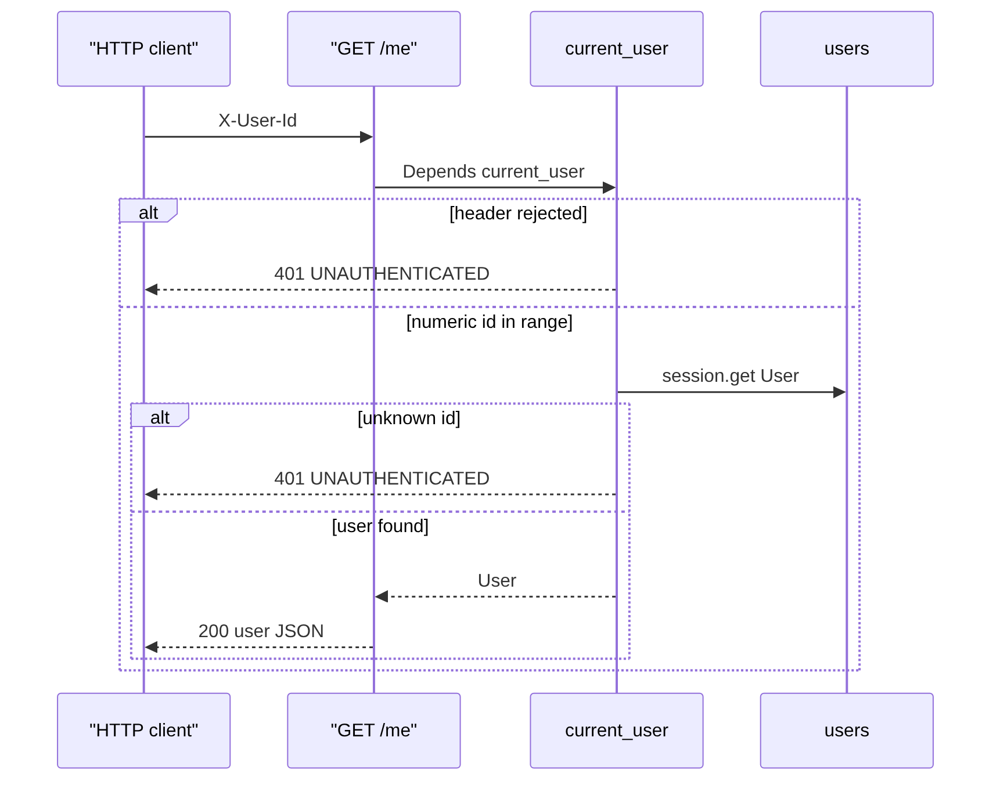 "HTTP client"
"GET /me"
current_user
users
X-User-Id
Depends current_user
alt
[header rejected]
401 UNAUTHENTICATED
[numeric id in range]
session.get User
alt
[unknown id]
401 UNAUTHENTICATED
[user found]
User
200 user JSON
"HTTP client"
"GET /me"
current_user
users